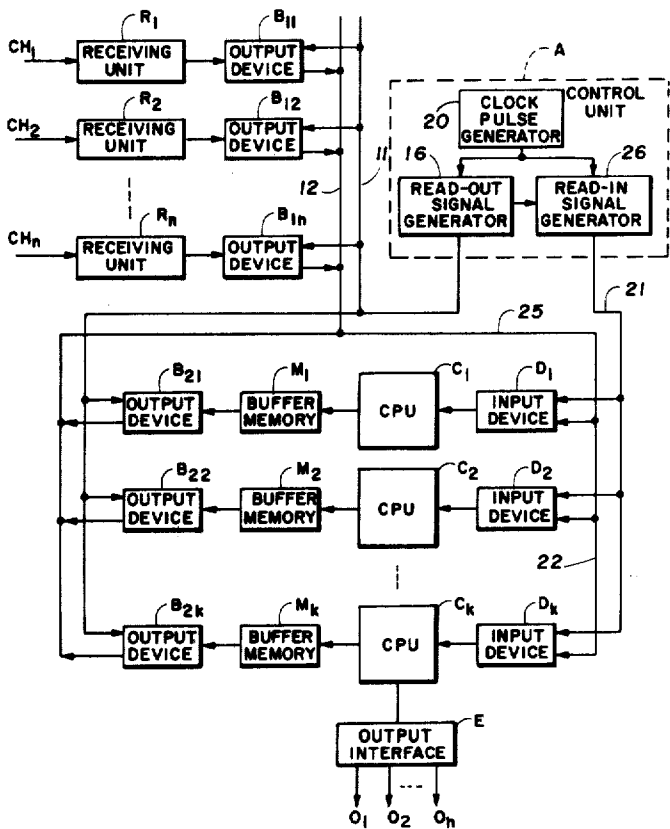 R1
B11
CH1
RECEIVING
UNIT
OUTPUT
DEVICE
R2
B12
CH2
RECEIVING
UNIT
OUTPUT
DEVICE
Rn
B1n
CHn
RECEIVING
UNIT
OUTPUT
DEVICE
12
11
A
CONTROL
UNIT
20
CLOCK
PULSE
GENERATOR
16
26
READ-OUT
SIGNAL
GENERATOR
READ-IN
SIGNAL
GENERATOR
21
25
B21
M1
C1
D1
OUTPUT
DEVICE
BUFFER
MEMORY
CPU
INPUT
DEVICE
B22
M2
C2
D2
OUTPUT
DEVICE
BUFFER
MEMORY
CPU
INPUT
DEVICE
22
B2k
Mk
Ck
Dk
OUTPUT
DEVICE
BUFFER
MEMORY
CPU
INPUT
DEVICE
E
OUTPUT
INTERFACE
O1 O2 Oh